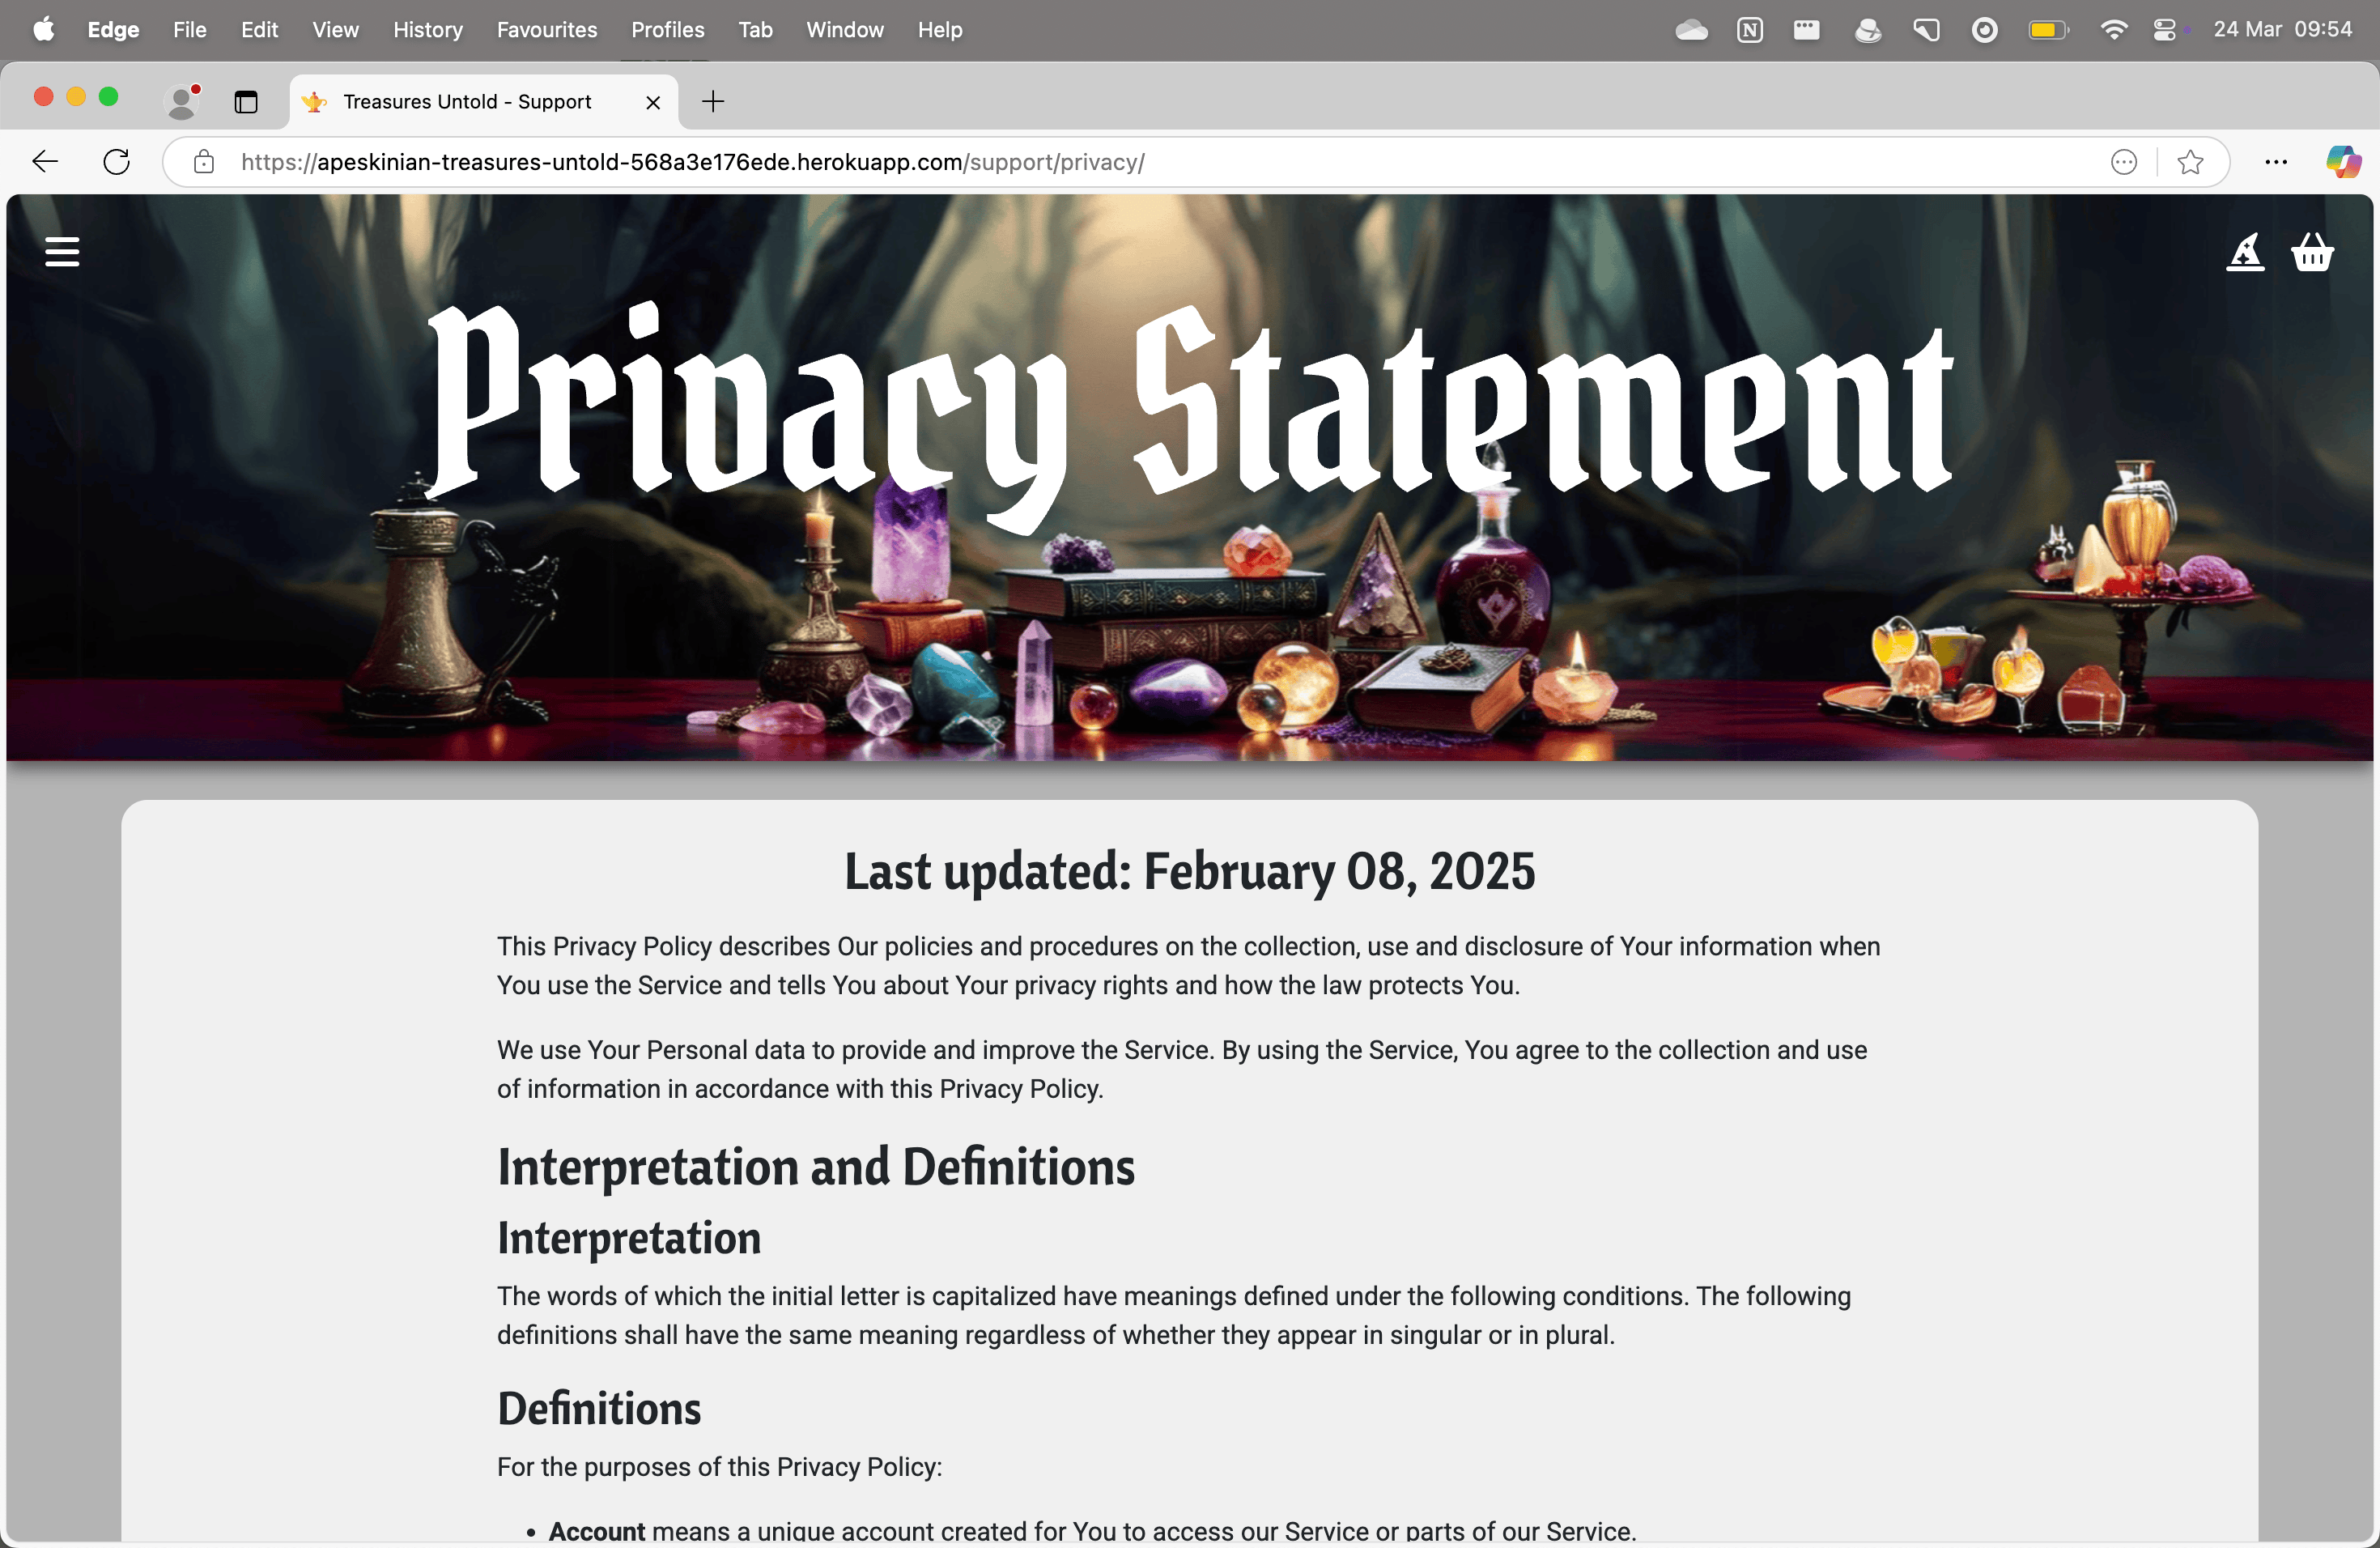 Edge File Edit View History Favourites Profiles Tab Window Help 24 Mar 09:54
Treasures Untold - Support
https://apeskinian-treasures-untold-568a3e176ede.herokuapp.com/support/privacy/
Privacy Statement
Last updated: February 08, 2025
This Privacy Policy describes Our policies and procedures on the collection, use and disclosure of Your information when
You use the Service and tells You about Your privacy rights and how the law protects You.
We use Your Personal data to provide and improve the Service. By using the Service, You agree to the collection and use
of information in accordance with this Privacy Policy.
Interpretation and Definitions
Interpretation
The words of which the initial letter is capitalized have meanings defined under the following conditions. The following
definitions shall have the same meaning regardless of whether they appear in singular or in plural.
Definitions
For the purposes of this Privacy Policy:
• Account means a unique account created for You to access our Service or parts of our Service.